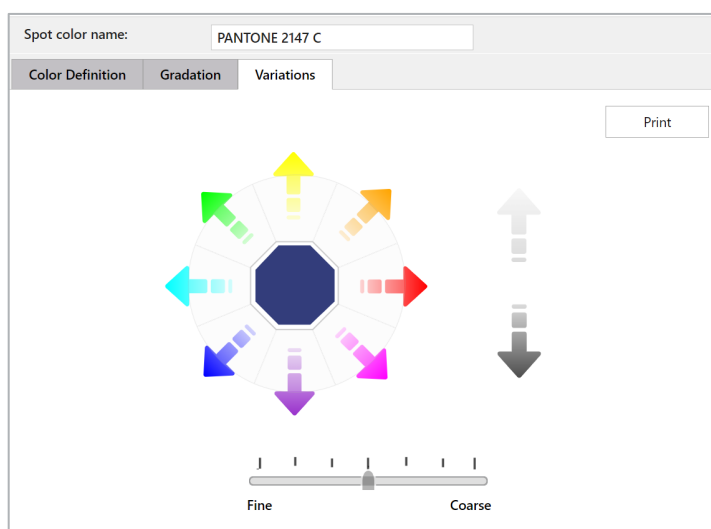 Spot color name: PANTONE 2147 C
Color Definition Gradation Variations
Print
Fine Coarse